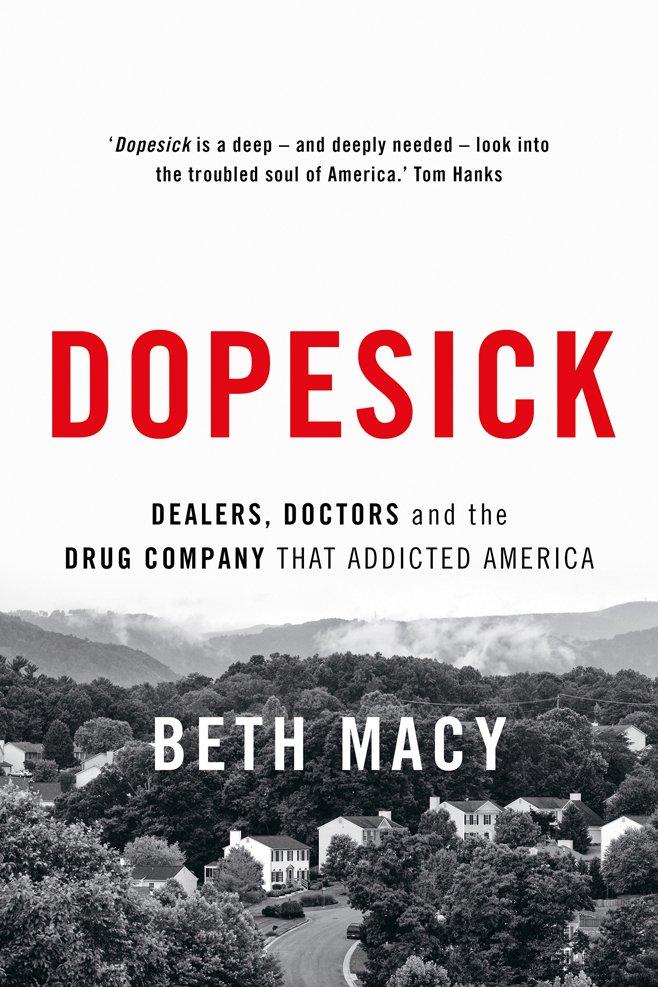 ‘Dopesick is a deep – and deeply needed – look into
the troubled soul of America.’ Tom Hanks
DOPESICK
DEALERS, DOCTORS and the
DRUG COMPANY THAT ADDICTED AMERICA
BETH MACY